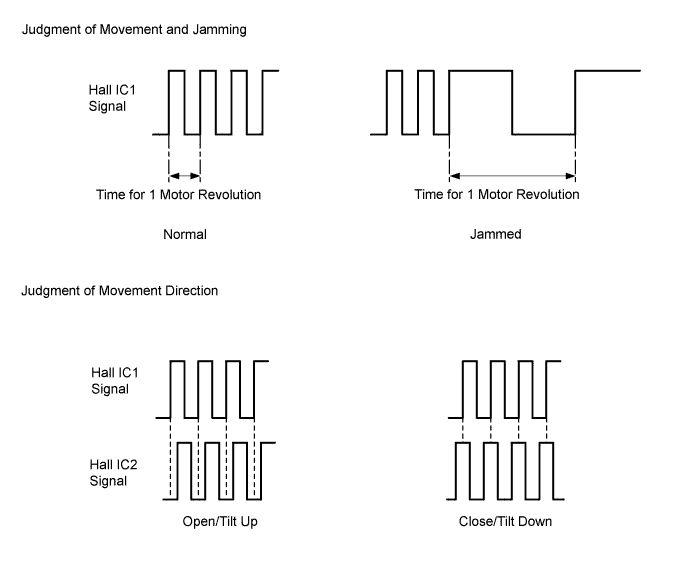 Judgment of Movement and Jamming
Hall IC1
Signal
Time for 1 Motor Revolution
Time for 1 Motor Revolution
Normal
Jammed
Judgment of Movement Direction
Hall IC1
Signal
Hall IC2
Signal
Open/Tilt Up
Close/Tilt Down